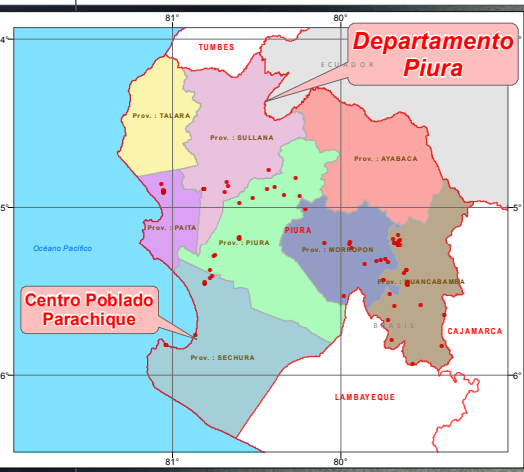 81°
80°
4°
4°
TUMBES
Departamento
Piura
ECUADOR
Prov. : TALARA
Prov. : SULLANA
Prov. : AYABACA
5°
5°
Prov. : PAITA
PIURA
Prov. : PIURA
Prov. : MORROPON
Océano Pacifico
Prov. : HUANCABAMBA
Centro Poblado
Parachique
BRASIL
CAJAMARCA
Prov. : SECHURA
6°
6°
LAMBAYEQUE
81°
80°